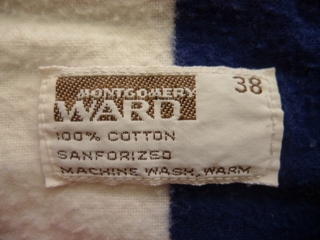 MONTGOMERY
WARD
38
100% COTTON
SANFORIZED
MACHINE WASH, WARM